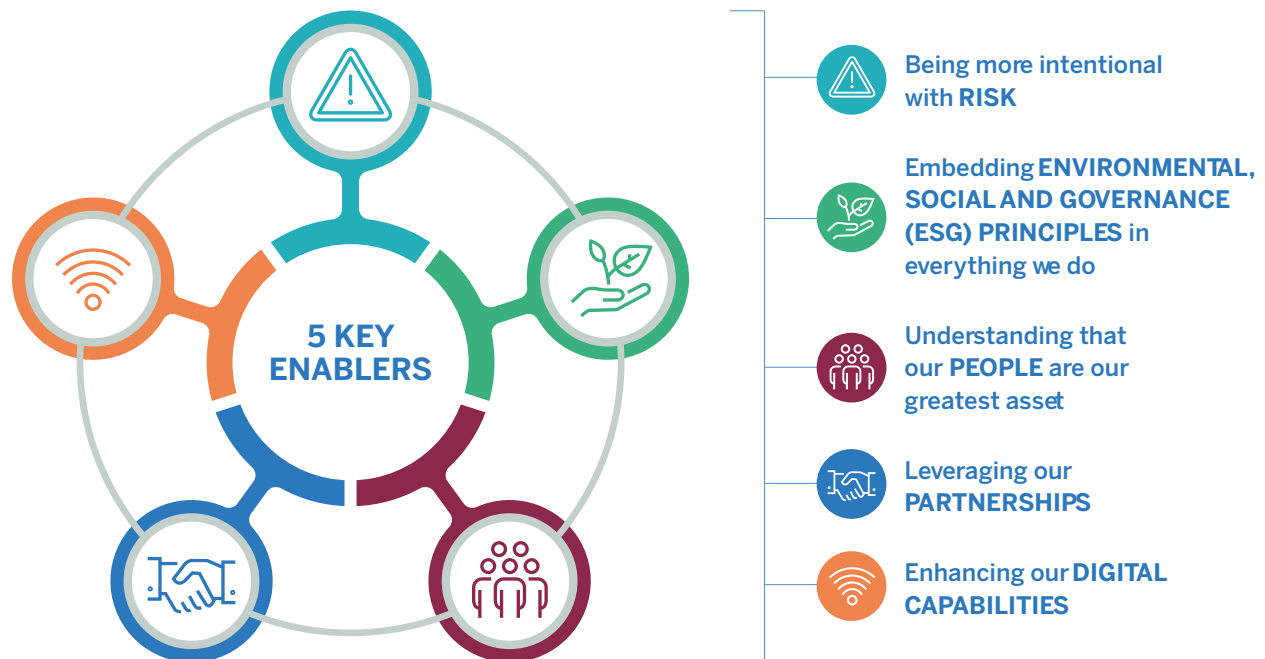 5 KEY
ENABLERS
Being more intentional
with RISK
Embedding ENVIRONMENTAL,
SOCIAL AND GOVERNANCE
(ESG) PRINCIPLES in
everything we do
Understanding that
our PEOPLE are our
greatest asset
Leveraging our
PARTNERSHIPS
Enhancing our DIGITAL
CAPABILITIES